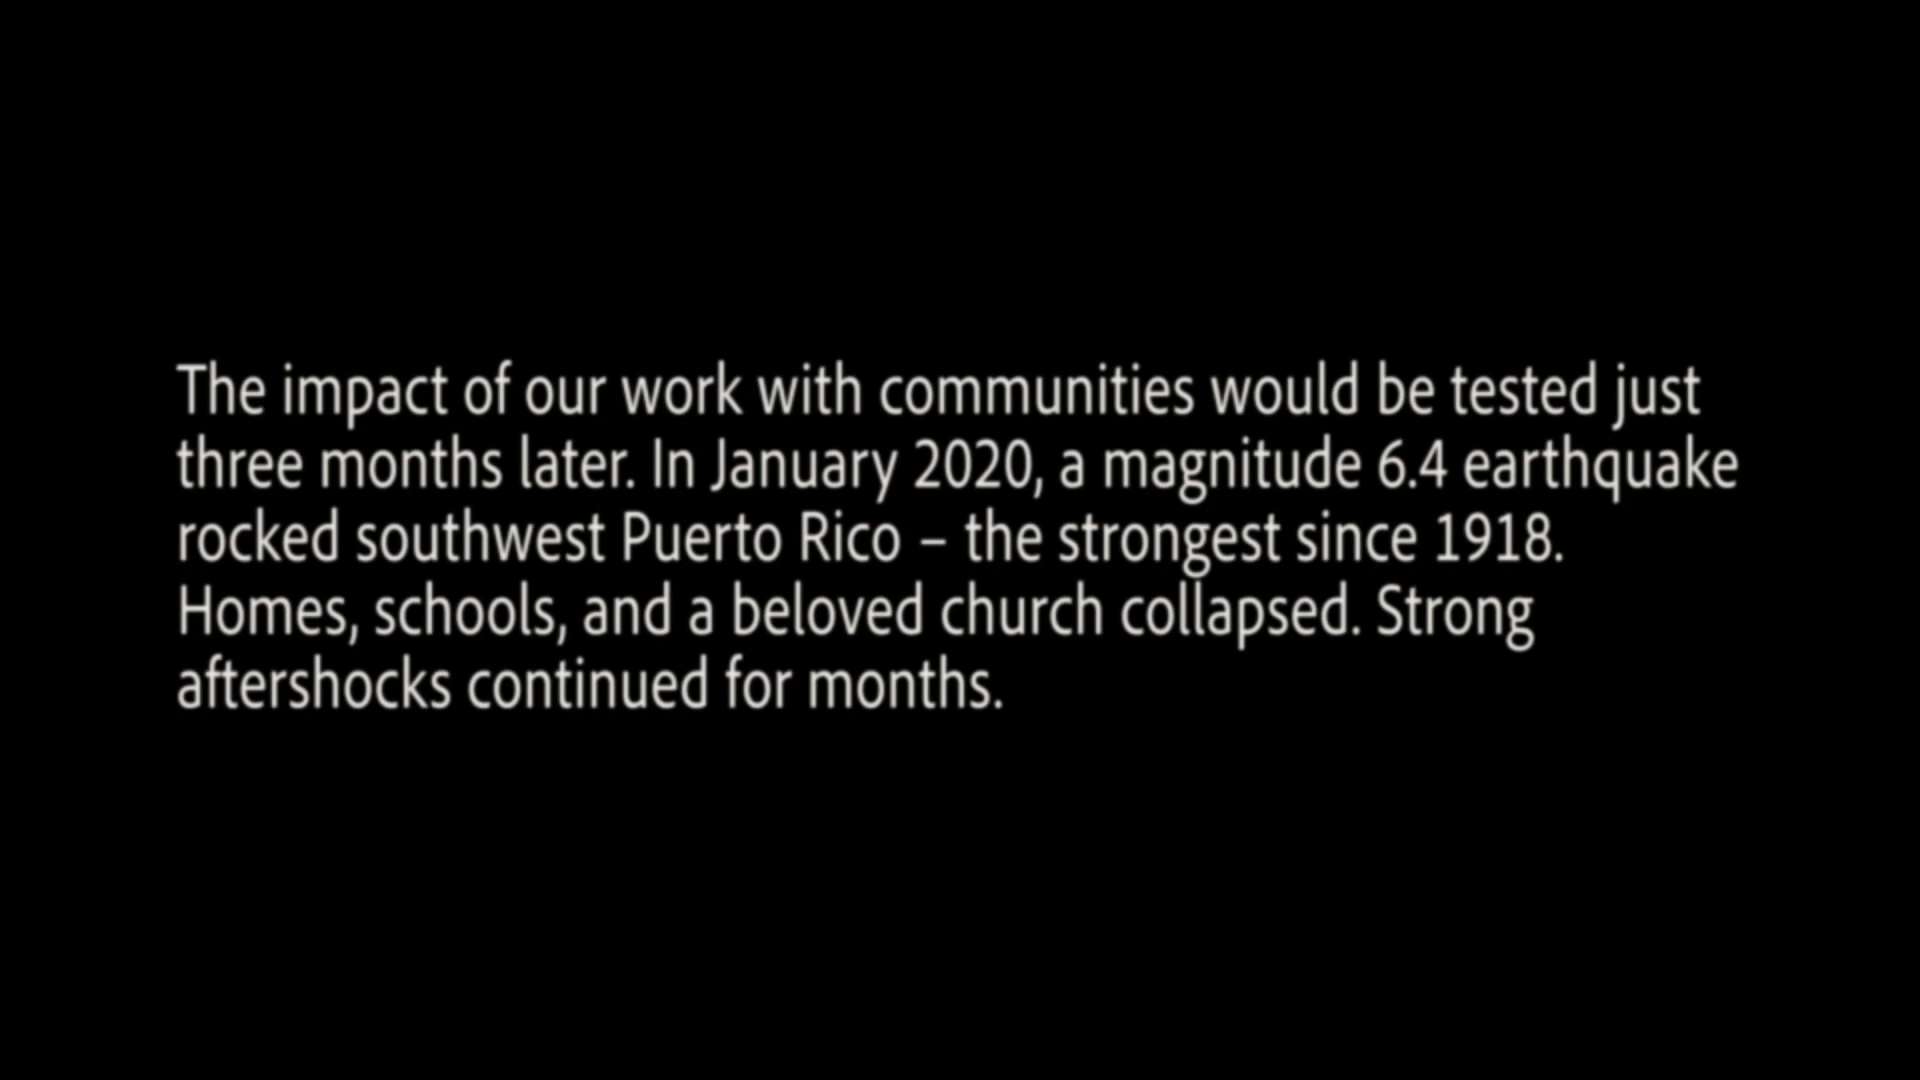 The impact of our work with communities would be tested just
three months later. In January 2020, a magnitude 6.4 earthquake
rocked southwest Puerto Rico – the strongest since 1918.
Homes, schools, and a beloved church collapsed. Strong
aftershocks continued for months.